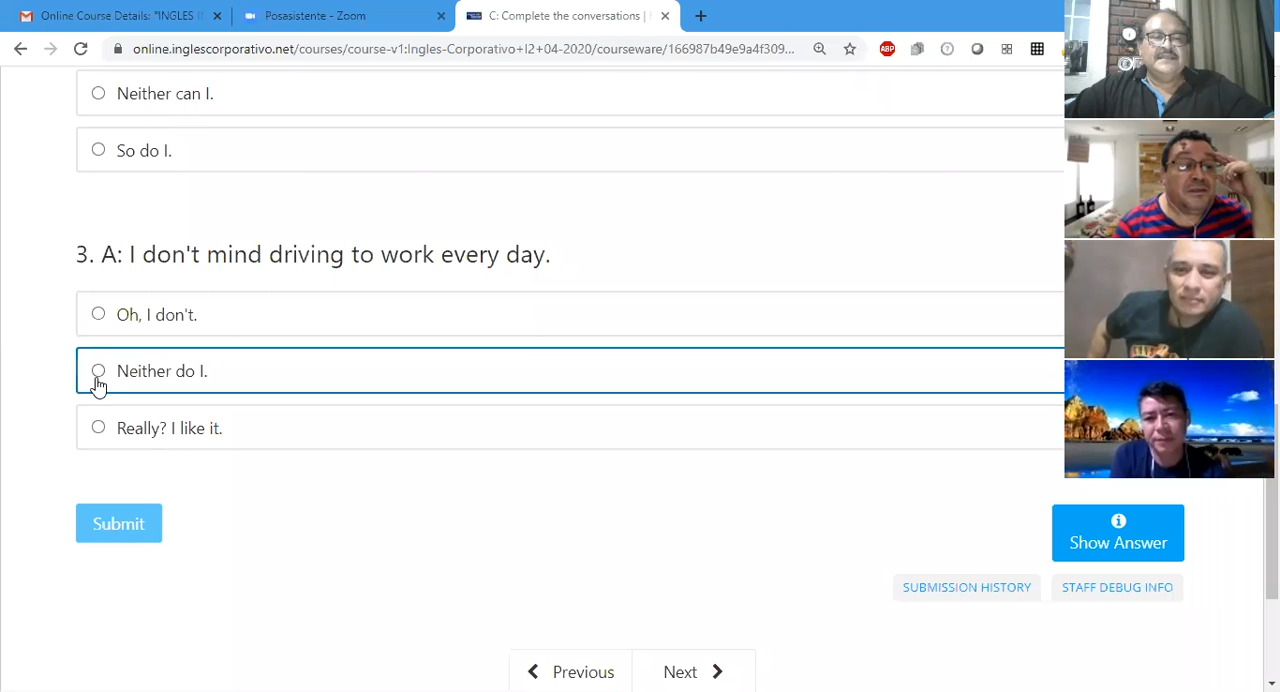 Online Course Details: "INGLES I
Posasistente - Zoom
C: Complete the conversations |
online.inglescorporativo.net/courses/course-v1:Ingles-Corporativo+I2+04-2020/courseware/166987b49e9a4f309...
ABP
Neither can I.
So do I.
3. A: I don't mind driving to work every day.
Oh, I don't.
Neither do I.
Really? I like it.
Submit
Show Answer
SUBMISSION HISTORY
STAFF DEBUG INFO
Previous
Next